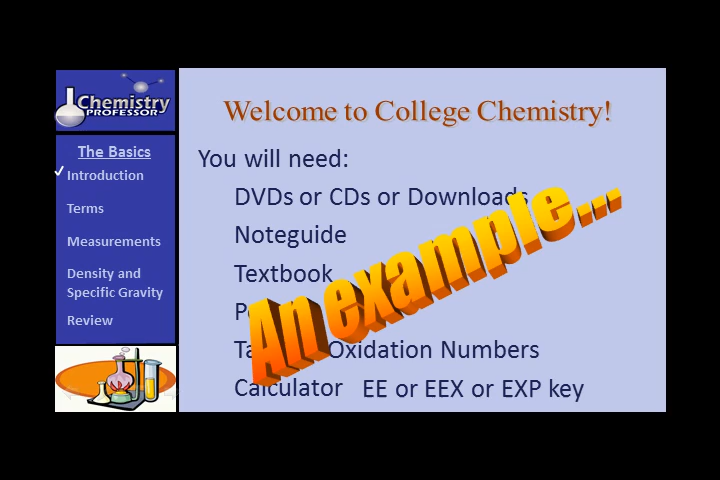 Chemistry
PROFESSOR
The Basics
Introduction
Terms
Measurements
Density and
Specific Gravity
Review
Welcome to College Chemistry!
You will need:
DVDs or CDs or Downloads
Noteguide
Textbook
Oxidation Numbers
Calculator EE or EEX or EXP key
An example...